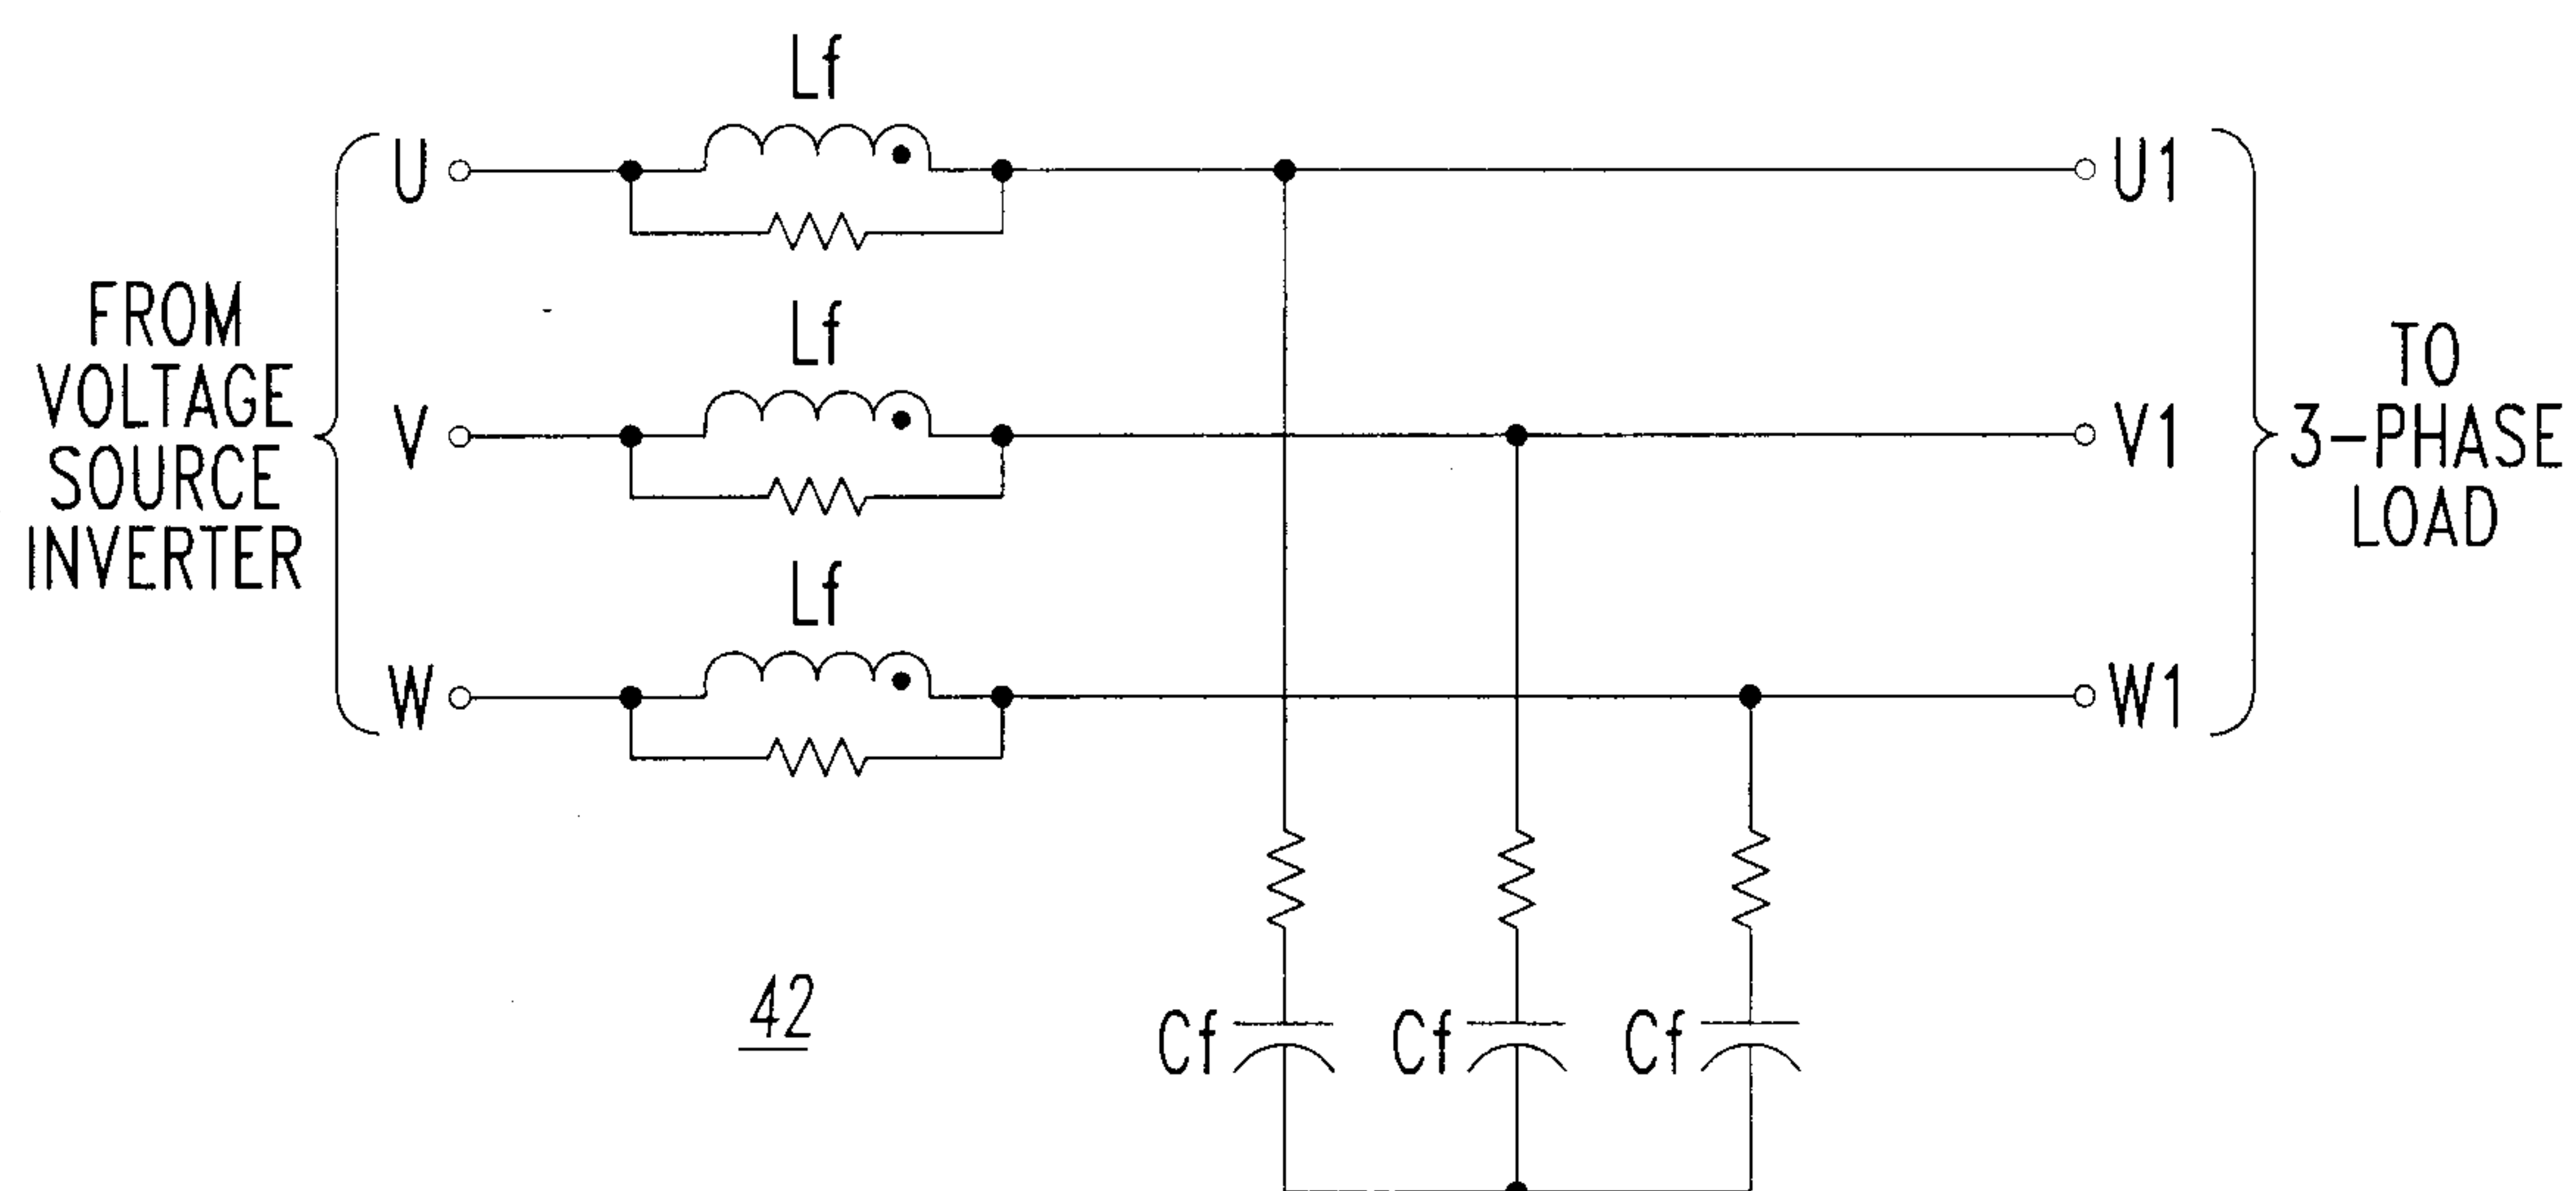 Lf
U
U1
FROM
VOLTAGE
SOURCE
INVERTER
Lf
V
V1
TO
3-PHASE
LOAD
Lf
W
W1
42
Cf
Cf
Cf